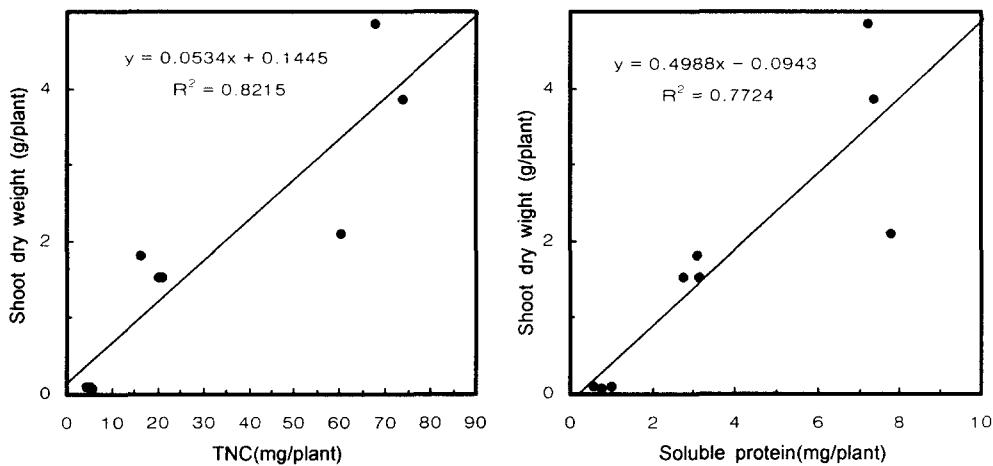 y = 0.0534x + 0.1445
R² = 0.8215
4
2
0
Shoot dry weight (g/plant)
0 10 20 30 40 50 60 70 80 90
TNC(mg/plant)
y = 0.4988x − 0.0943
R² = 0.7724
4
2
0
Shoot dry wight (g/plant)
0 2 4 6 8 10
Soluble protein(mg/plant)